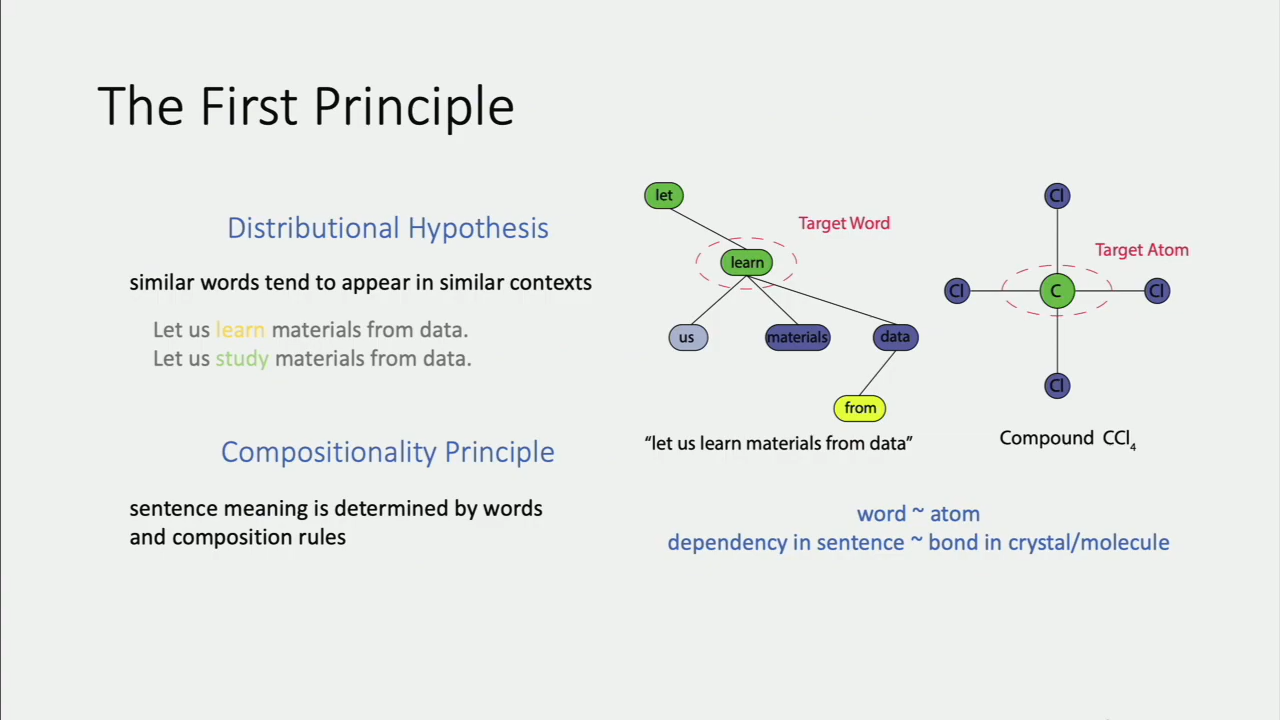 The First Principle
Distributional Hypothesis
similar words tend to appear in similar contexts
Let us learn materials from data.
Let us study materials from data.
Compositionality Principle
sentence meaning is determined by words
and composition rules
let
Target Word
learn
us
materials
data
from
“let us learn materials from data”
Cl
Target Atom
Cl
C
Cl
Cl
Compound CCl4
word ~ atom
dependency in sentence ~ bond in crystal/molecule